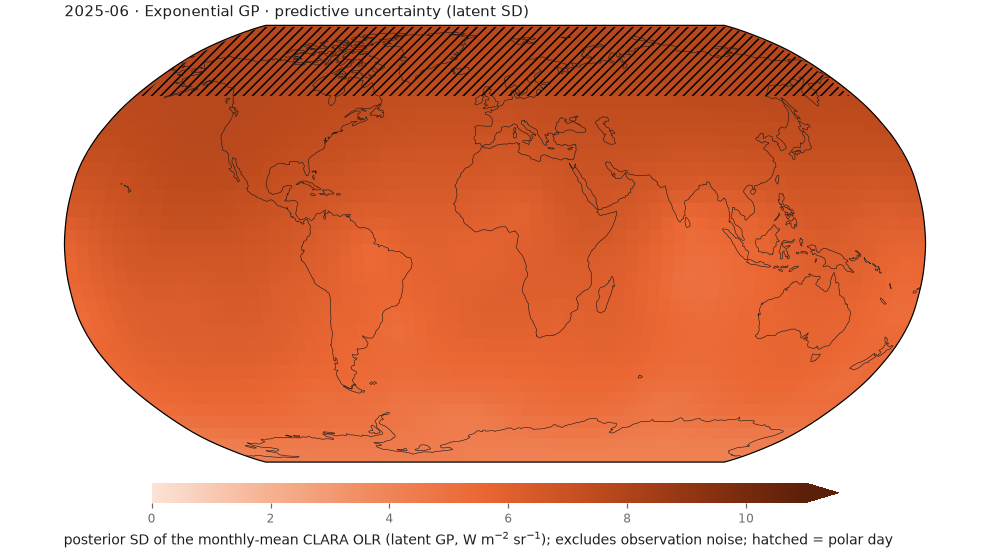 2025-06 · Exponential GP · predictive uncertainty (latent SD)
0 2 4 6 8 10
posterior SD of the monthly-mean CLARA OLR (latent GP, W m⁻² sr⁻¹); excludes observation noise; hatched = polar day